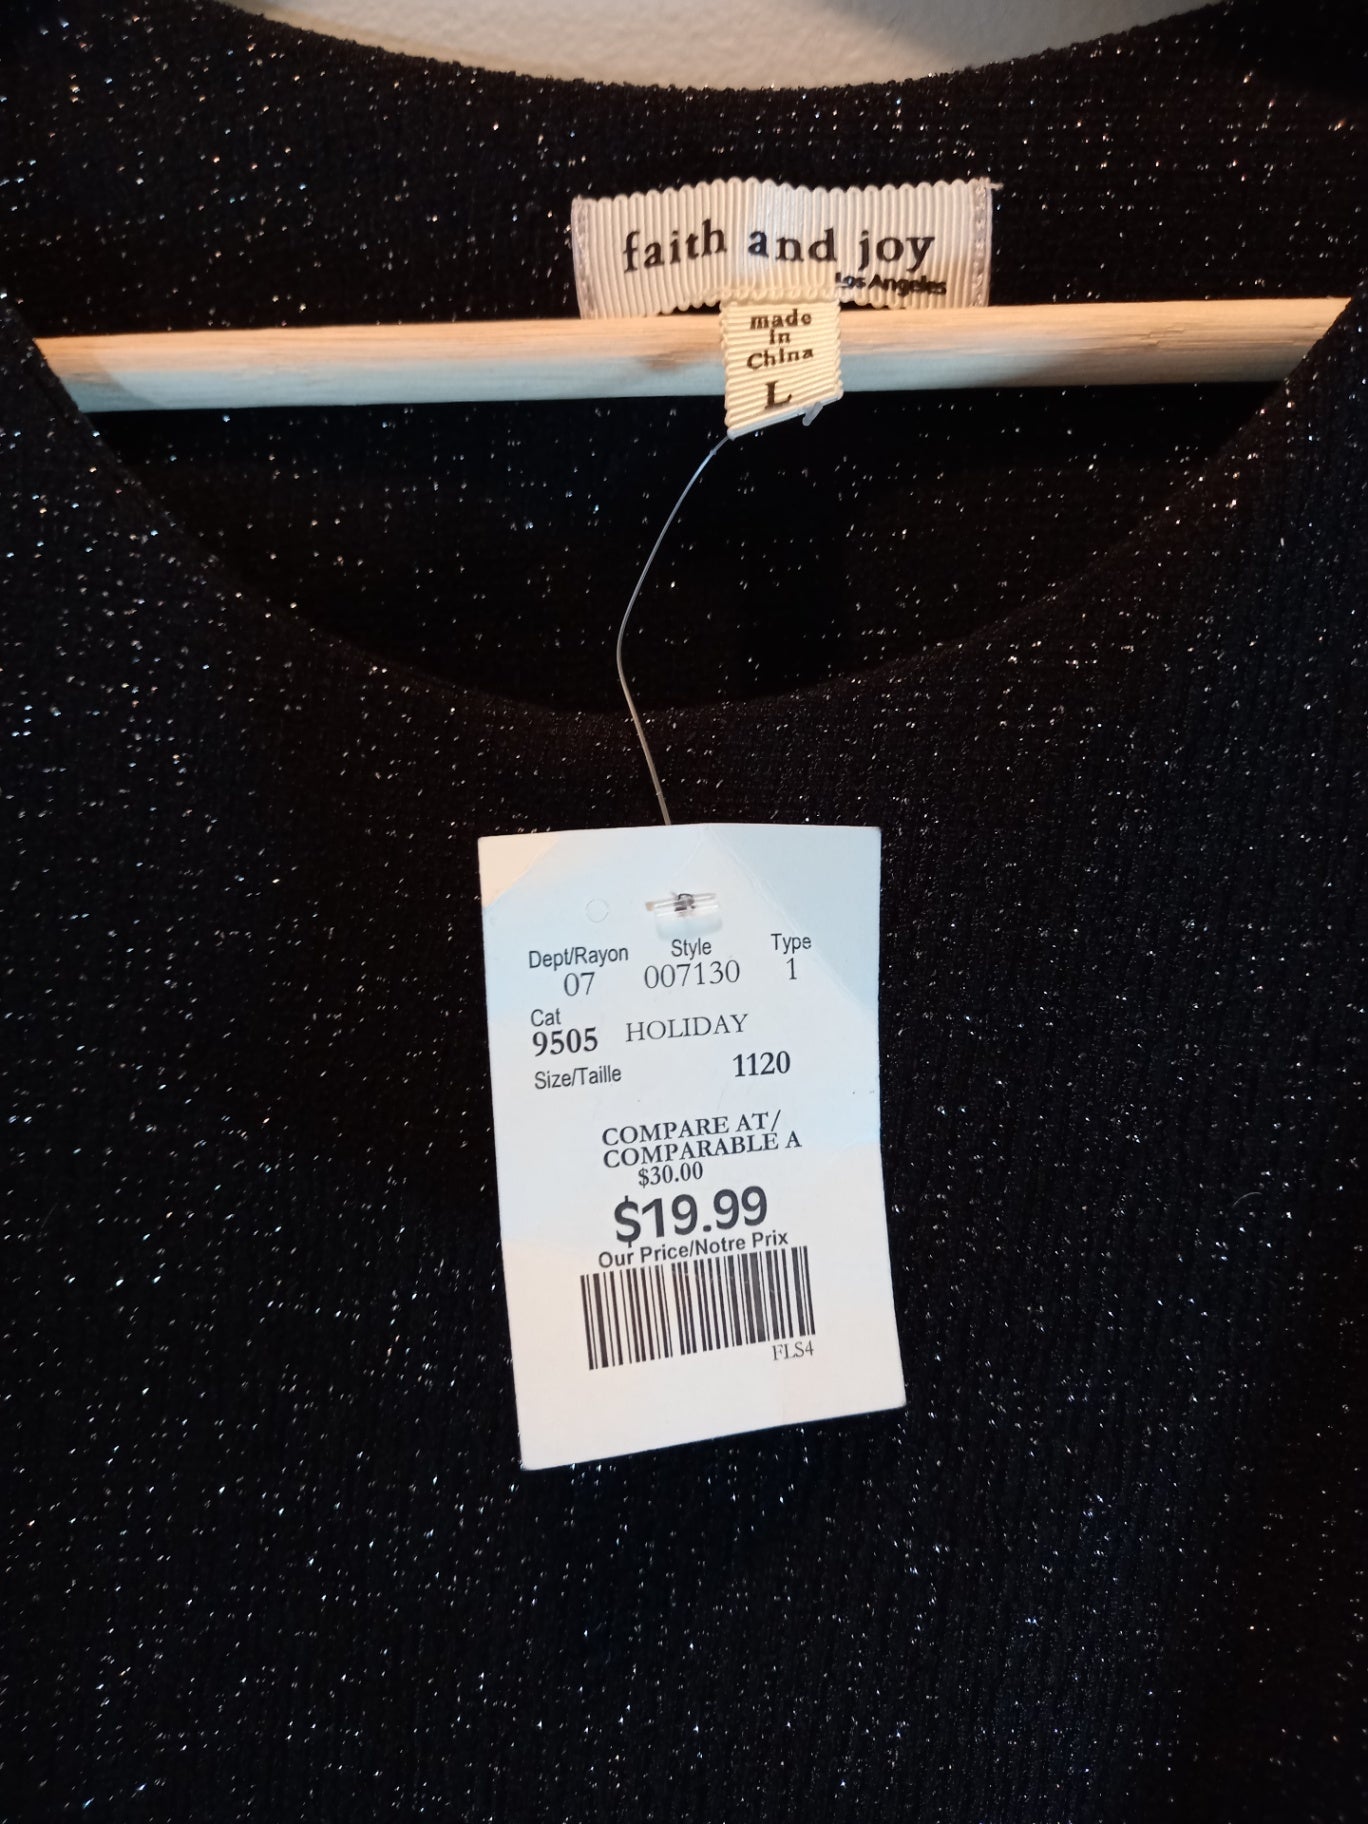 faith and joy
Los Angeles
made
in
China
L
Dept/Rayon Style Type
07 007130 1
Cat
9505 HOLIDAY
Size/Taille 1120
COMPARE AT/
COMPARABLE A
$30.00
$19.99
Our Price/Notre Prix
FLS4